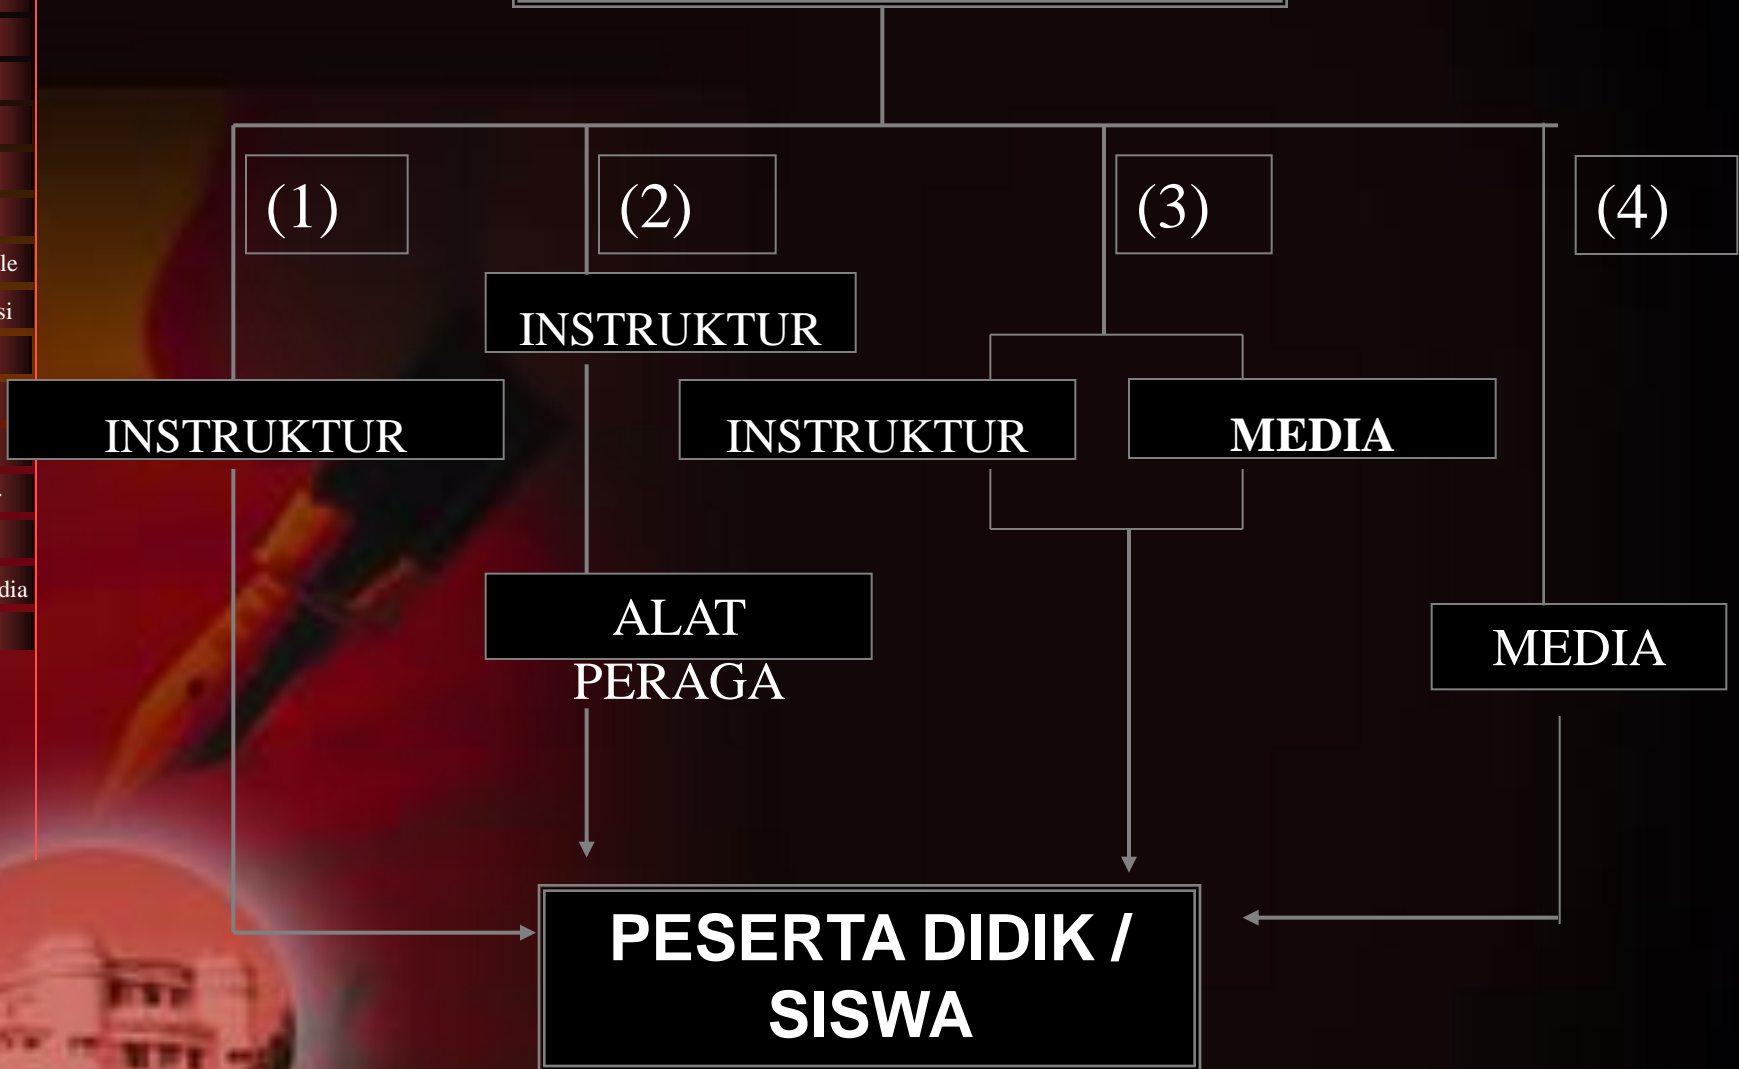 (1)
(2)
(3)
(4)
INSTRUKTUR
INSTRUKTUR
INSTRUKTUR
MEDIA
ALAT
PERAGA
MEDIA
PESERTA DIDIK /
SISWA